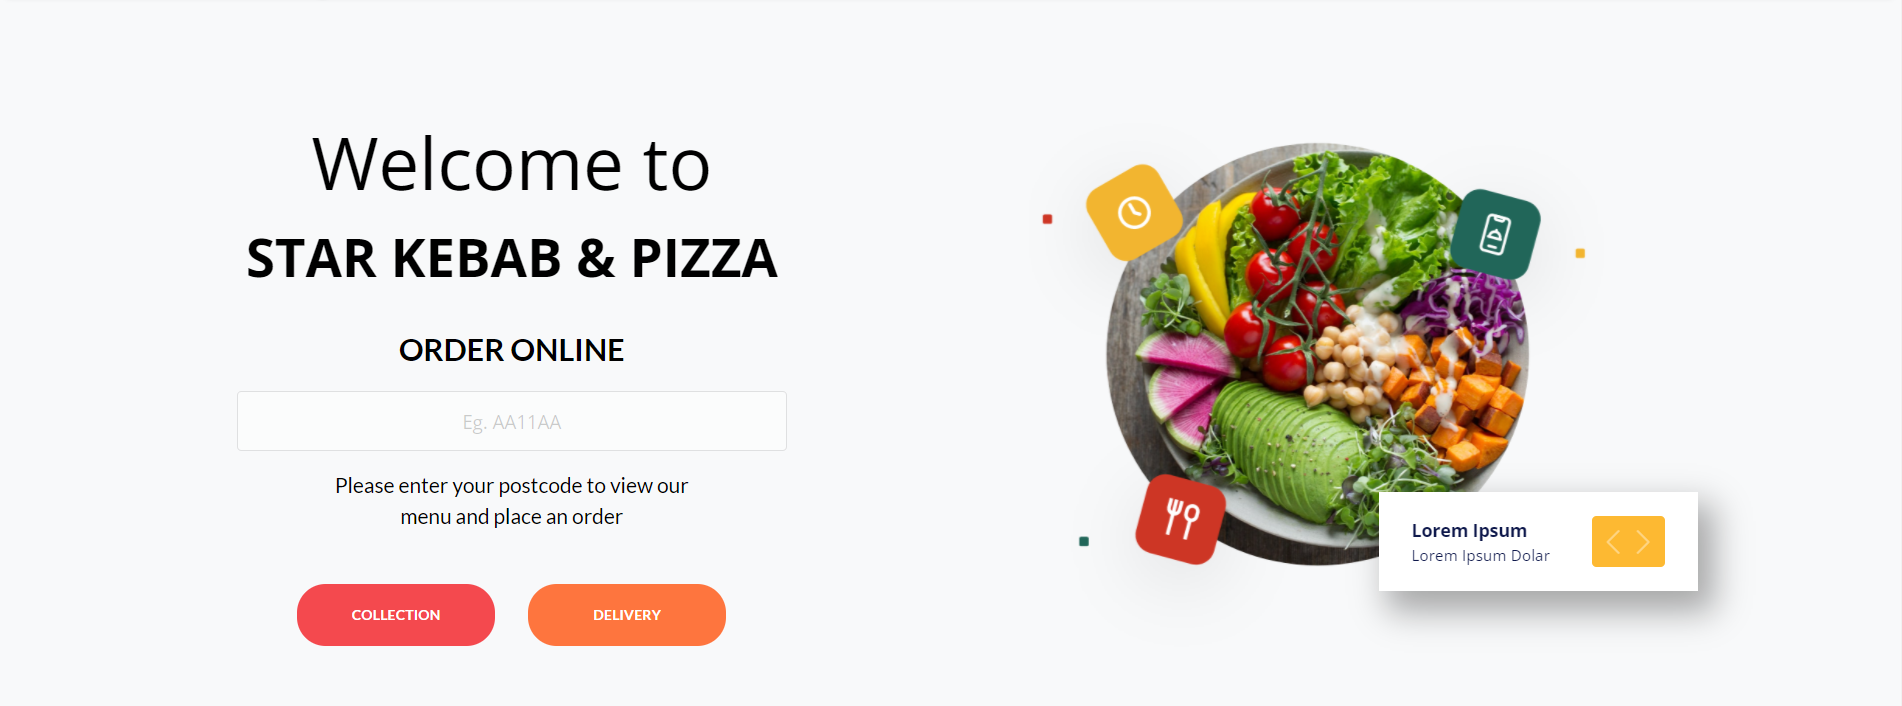 Welcome to
STAR KEBAB & PIZZA
ORDER ONLINE
Eg. AA11AA
Please enter your postcode to view our
menu and place an order
COLLECTION
DELIVERY
Lorem Ipsum
Lorem Ipsum Dolar